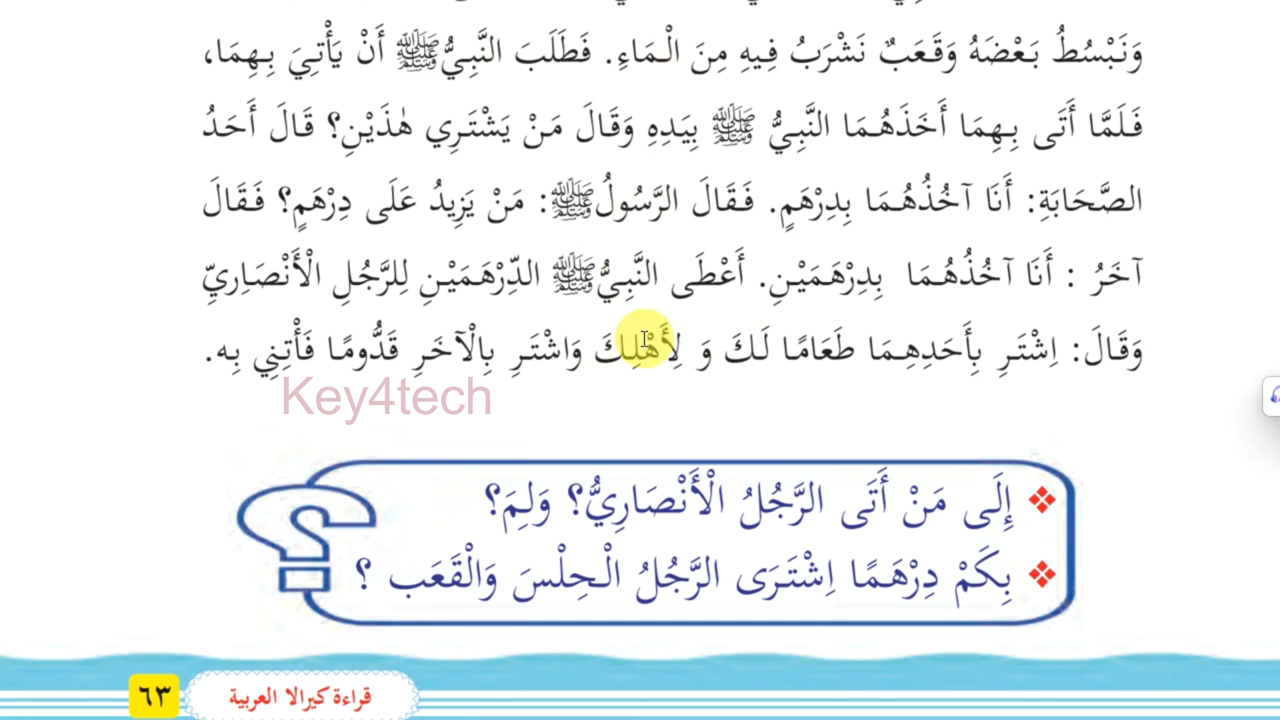 وَنَبْسُطُ بَعْضَهُ وَقَعَبٌ نَشْرَبُ فِيهِ مِنَ الْمَاءِ. فَطَلَبَ النَّبِيُّ ﷺ أَنْ يَأْتِيَ بِهِمَا،
فَلَمَّا أَتَى بِهِمَا أَخَذَهُمَا النَّبِيُّ ﷺ بِيَدِهِ وَقَالَ مَنْ يَشْتَرِي هٰذَيْنِ؟ قَالَ أَحَدُ
الصَّحَابَةِ: أَنَا آخُذُهُمَا بِدِرْهَمٍ. فَقَالَ الرَّسُولُ ﷺ: مَنْ يَزِيدُ عَلَى دِرْهَمٍ؟ فَقَالَ
آخَرُ : أَنَا آخُذُهُمَا بِدِرْهَمَيْنِ. أَعْطَى النَّبِيُّ ﷺ الدِّرْهَمَيْنِ لِلرَّجُلِ الْأَنْصَارِيِّ
وَقَالَ: اِشْتَرِ بِأَحَدِهِمَا طَعَامًا لَكَ وَ لِأَهْلِكَ وَاشْتَرِ بِالْآخَرِ قَدُّومًا فَأْتِنِي بِه.
Key4tech
❖ إِلَى مَنْ أَتَى الرَّجُلُ الْأَنْصَارِيُّ؟ وَلِمَ؟
❖ بِكَمْ دِرْهَمًا اِشْتَرَى الرَّجُلُ الْحِلْسَ وَالْقَعَب ؟
؟
قراءة كيرالا العربية
٦٣